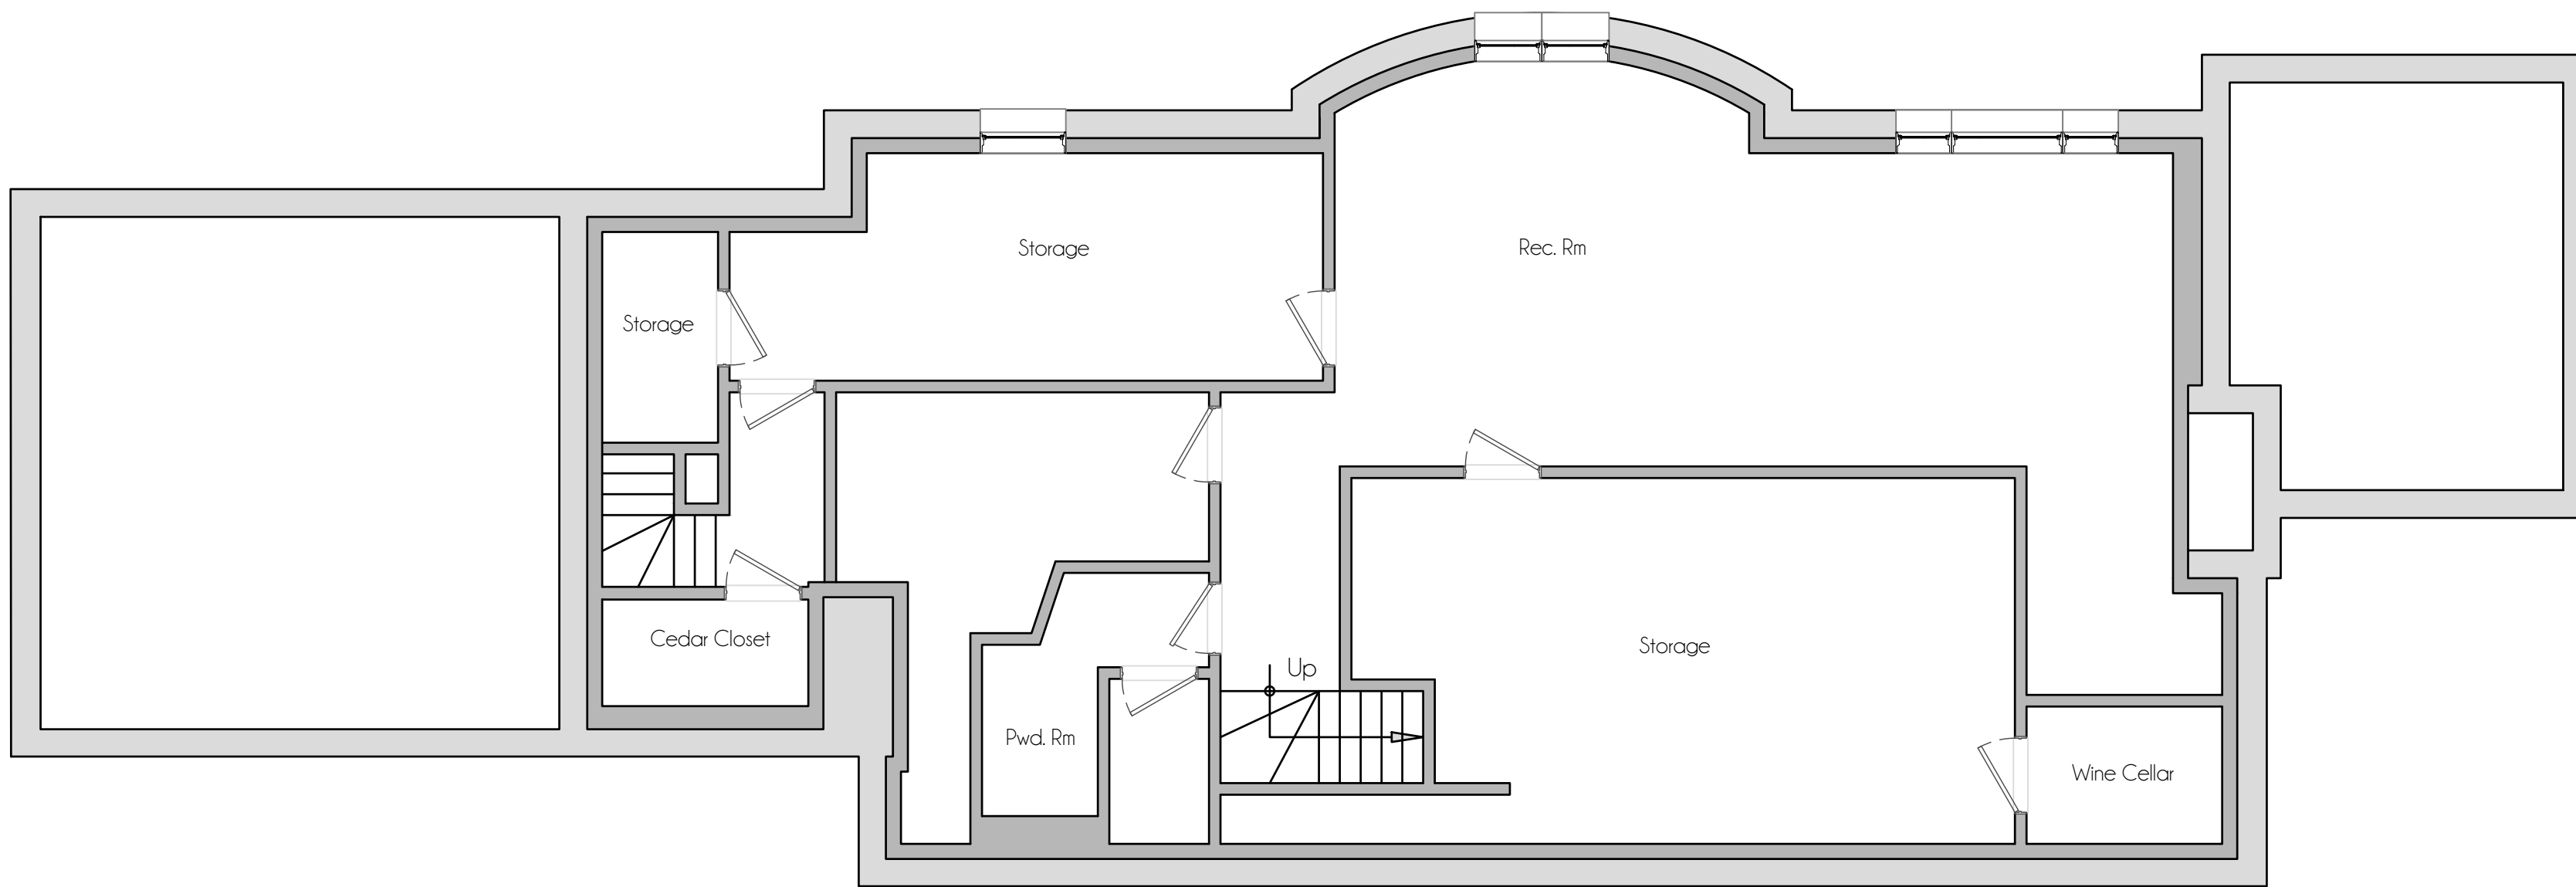 Storage
Rec. Rm
Storage
Cedar Closet
Storage
Up
Pwd. Rm
Wine Cellar